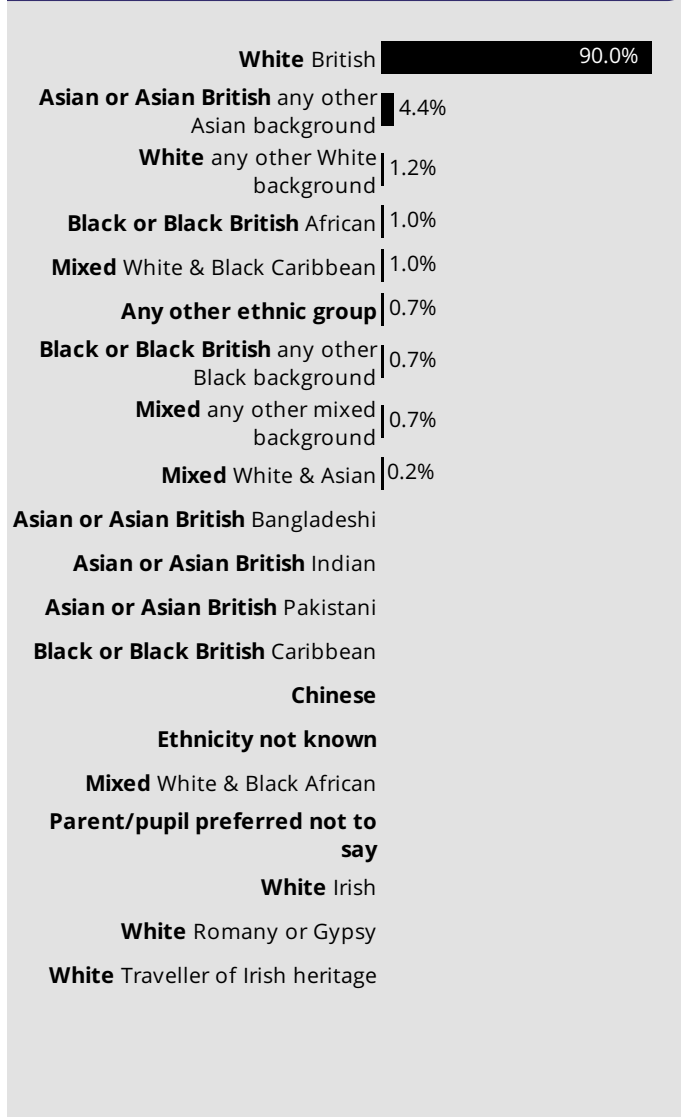 White British 90.0%
Asian or Asian British any other
Asian background 4.4%
White any other White
background 1.2%
Black or Black British African 1.0%
Mixed White & Black Caribbean 1.0%
Any other ethnic group 0.7%
Black or Black British any other
Black background 0.7%
Mixed any other mixed
background 0.7%
Mixed White & Asian 0.2%
Asian or Asian British Bangladeshi
Asian or Asian British Indian
Asian or Asian British Pakistani
Black or Black British Caribbean
Chinese
Ethnicity not known
Mixed White & Black African
Parent/pupil preferred not to
say
White Irish
White Romany or Gypsy
White Traveller of Irish heritage